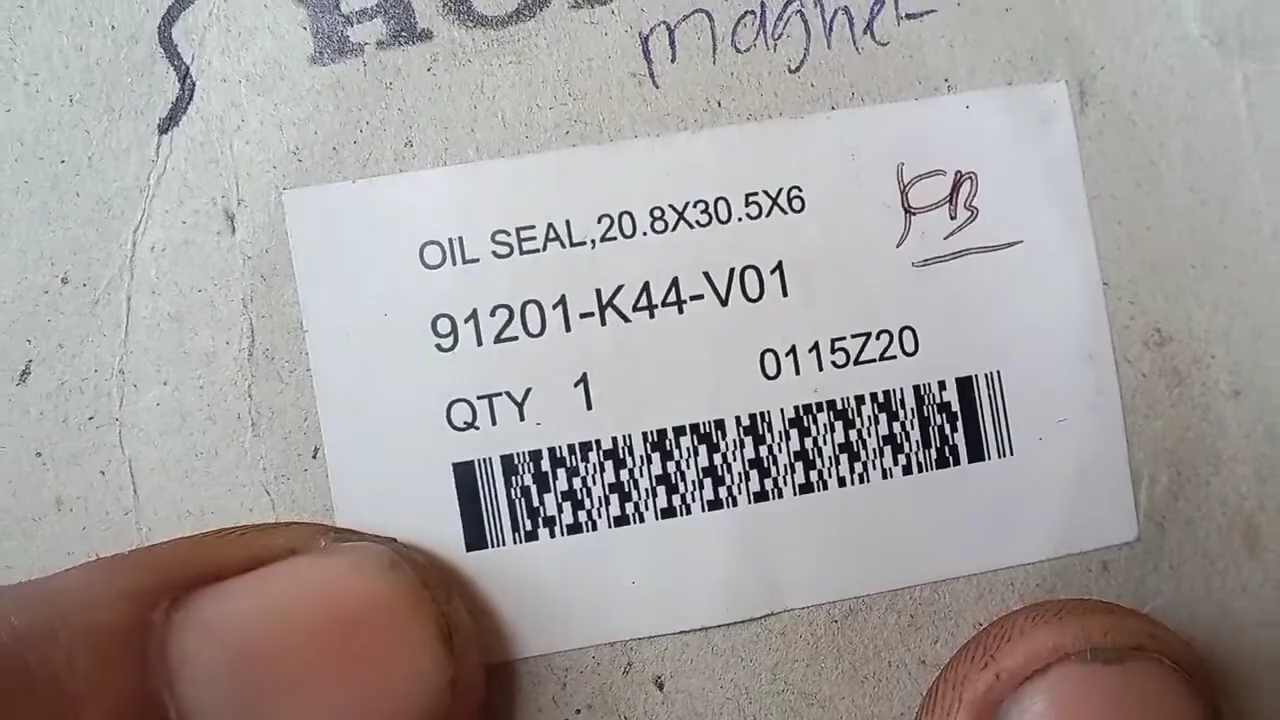 magnet
OIL SEAL,20.8X30.5X6
91201-K44-V01
QTY 1
0115Z20